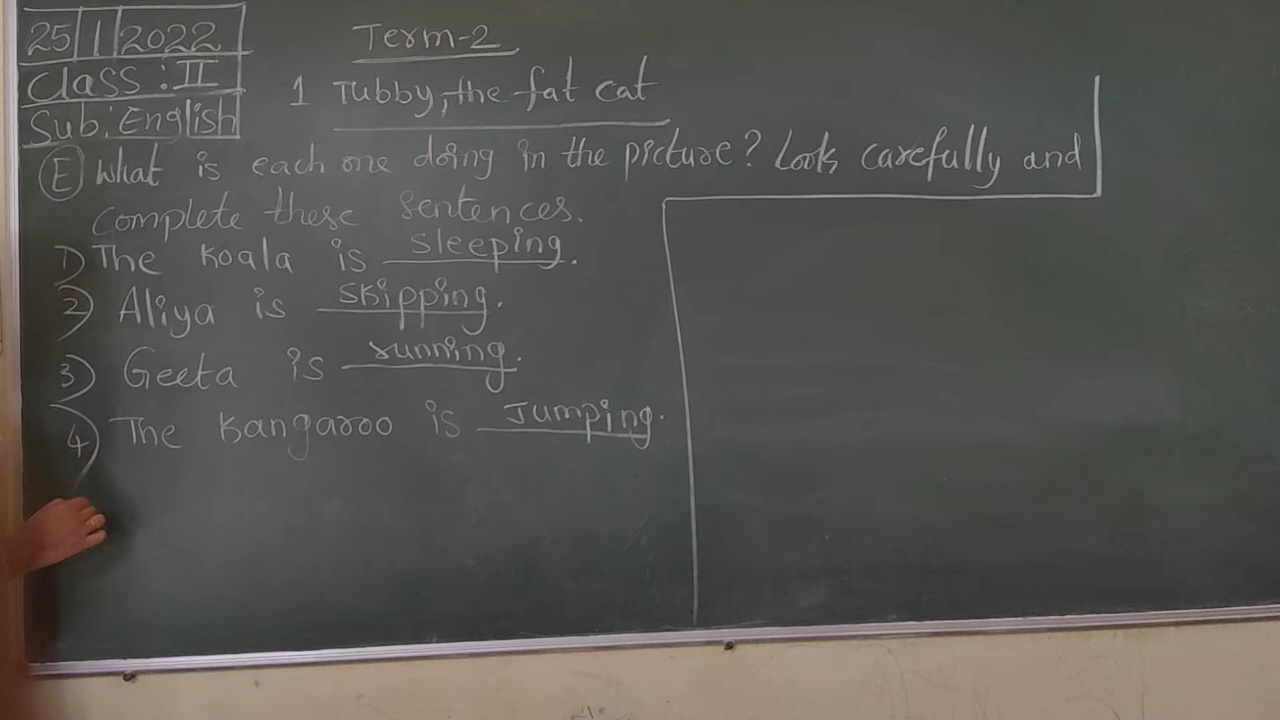 25/1/2022
Class : II
Sub: English
Term-2
1 Tubby, the fat cat
(E) What is each one doing in the picture? Look carefully and
complete these sentences.
1) The Koala is sleeping.
2) Aliya is skipping.
3) Geeta is running.
4) The Kangaroo is Jumping.